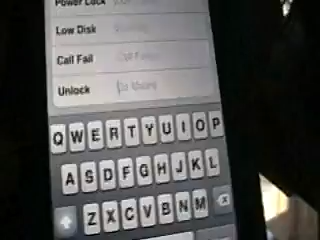 Power Lock
Low Disk
Call Fail
Unlock
Q W E R T Y U I O P
A S D F G H J K L
Z X C V B N M